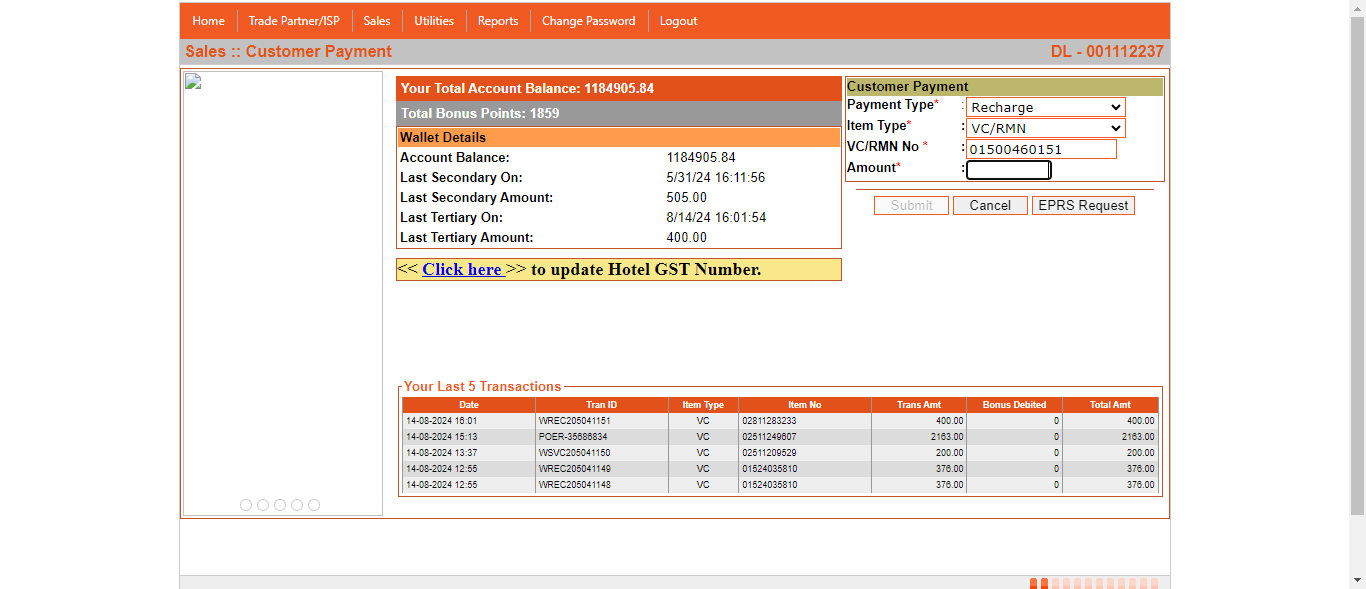 Home Trade Partner/ISP Sales Utilities Reports Change Password Logout
Sales :: Customer Payment DL - 001112237
Your Total Account Balance: 1184905.84
Total Bonus Points: 1859
Wallet Details
Account Balance: 1184905.84
Last Secondary On: 5/31/24 16:11:56
Last Secondary Amount: 505.00
Last Tertiary On: 8/14/24 16:01:54
Last Tertiary Amount: 400.00
<< Click here >> to update Hotel GST Number.
Customer Payment
Payment Type* : Recharge
Item Type* : VC/RMN
VC/RMN No * : 01500460151
Amount* :
Submit Cancel EPRS Request
Your Last 5 Transactions
Date Tran ID Item Type Item No Trans Amt Bonus Debited Total Amt
14-08-2024 16:01 WREC205041151 VC 02811283233 400.00 0 400.00
14-08-2024 15:13 POER-35686834 VC 02511249607 2163.00 0 2163.00
14-08-2024 13:37 WSVC205041150 VC 02511209529 200.00 0 200.00
14-08-2024 12:55 WREC205041149 VC 01524035810 376.00 0 376.00
14-08-2024 12:55 WREC205041148 VC 01524035810 376.00 0 376.00